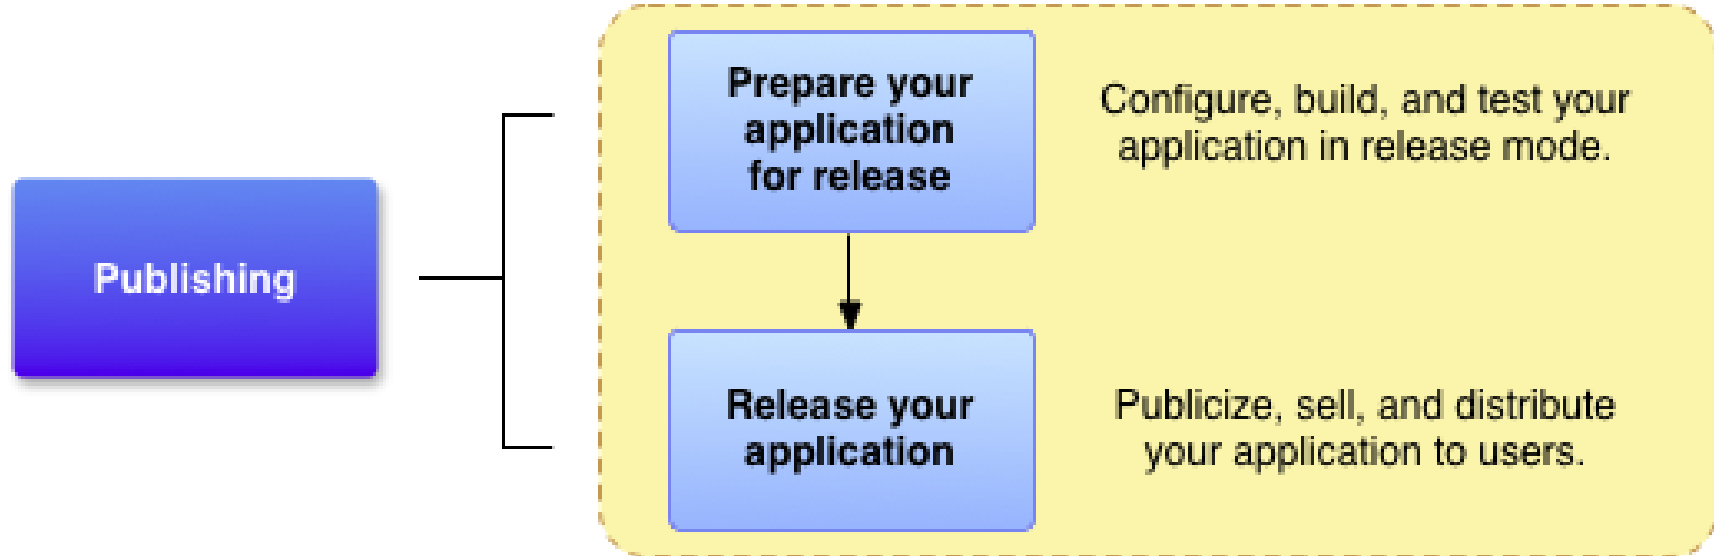 Publishing
Prepare your
application
for release
Configure, build, and test your
application in release mode.
Release your
application
Publicize, sell, and distribute
your application to users.